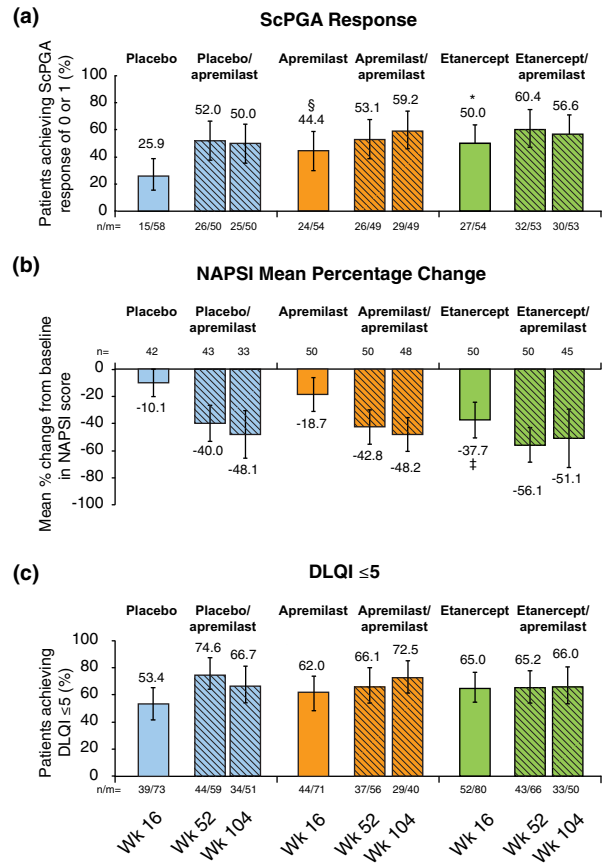 (a)
ScPGA Response
Placebo
Placebo/
apremilast
Apremilast
Apremilast/
apremilast
Etanercept
Etanercept/
apremilast
Patients achieving ScPGA
response of 0 or 1 (%)
100
80
60
40
20
0
25.9
52.0
50.0
§
44.4
53.1
59.2
*
50.0
60.4
56.6
n/m= 15/58 26/50 25/50 24/54 26/49 29/49 27/54 32/53 30/53
(b)
NAPSI Mean Percentage Change
Placebo
Placebo/
apremilast
Apremilast
Apremilast/
apremilast
Etanercept
Etanercept/
apremilast
n= 42 43 33 50 50 48 50 50 45
Mean % change from baseline
in NAPSI score
0
-20
-40
-60
-80
-100
-10.1
-40.0
-48.1
-18.7
-42.8
-48.2
-37.7
‡
-56.1
-51.1
(c)
DLQI ≤5
Placebo
Placebo/
apremilast
Apremilast
Apremilast/
apremilast
Etanercept
Etanercept/
apremilast
Patients achieving
DLQI ≤5 (%)
100
80
60
40
20
0
53.4
74.6
66.7
62.0
66.1
72.5
65.0
65.2
66.0
n/m= 39/73 44/59 34/51 44/71 37/56 29/40 52/80 43/66 33/50
Wk 16 Wk 52 Wk 104 Wk 16 Wk 52 Wk 104 Wk 16 Wk 52 Wk 104